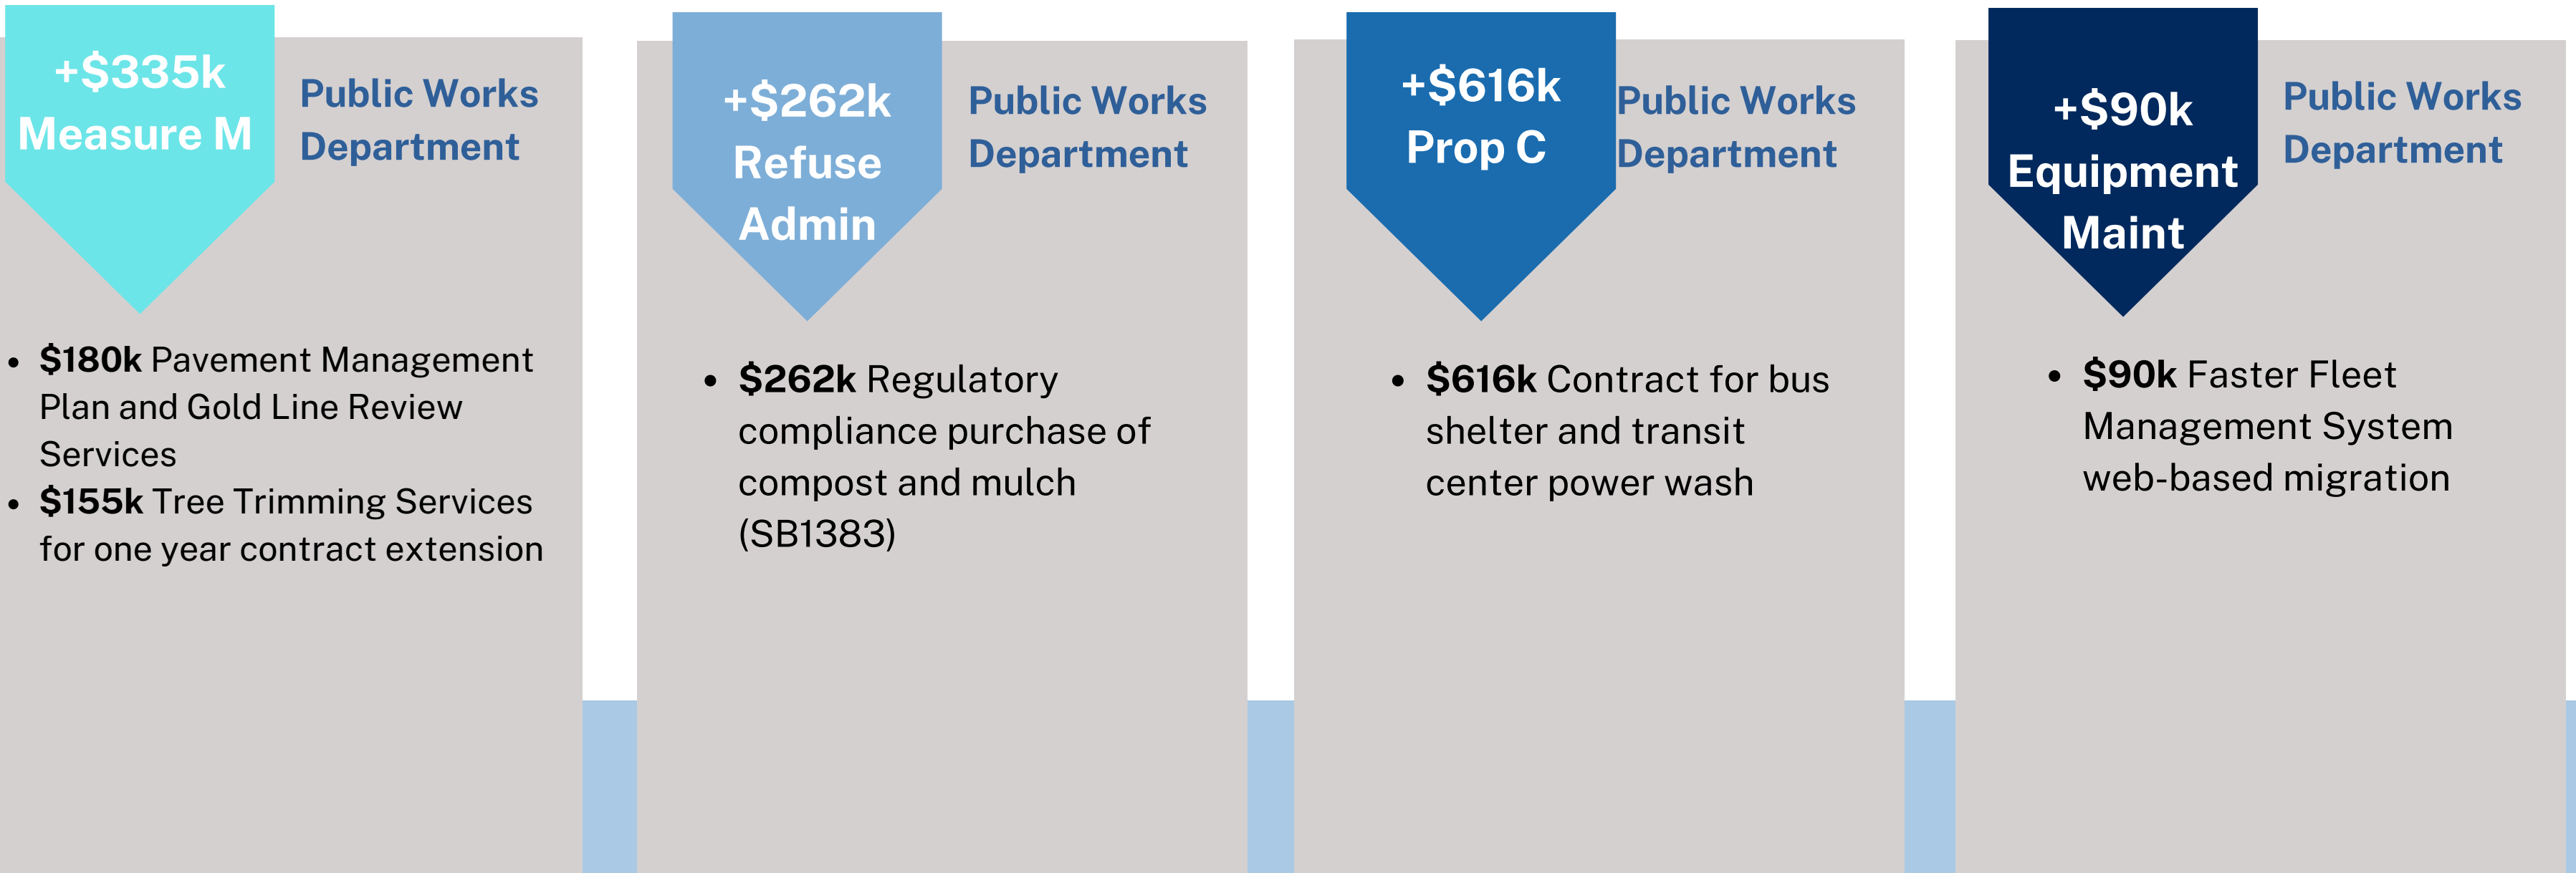 +$335k
Measure M
Public Works
Department
• $180k Pavement Management
Plan and Gold Line Review
Services
• $155k Tree Trimming Services
for one year contract extension
+$262k
Refuse
Admin
Public Works
Department
• $262k Regulatory
compliance purchase of
compost and mulch
(SB1383)
+$616k
Prop C
Public Works
Department
• $616k Contract for bus
shelter and transit
center power wash
+$90k
Equipment
Maint
Public Works
Department
• $90k Faster Fleet
Management System
web-based migration